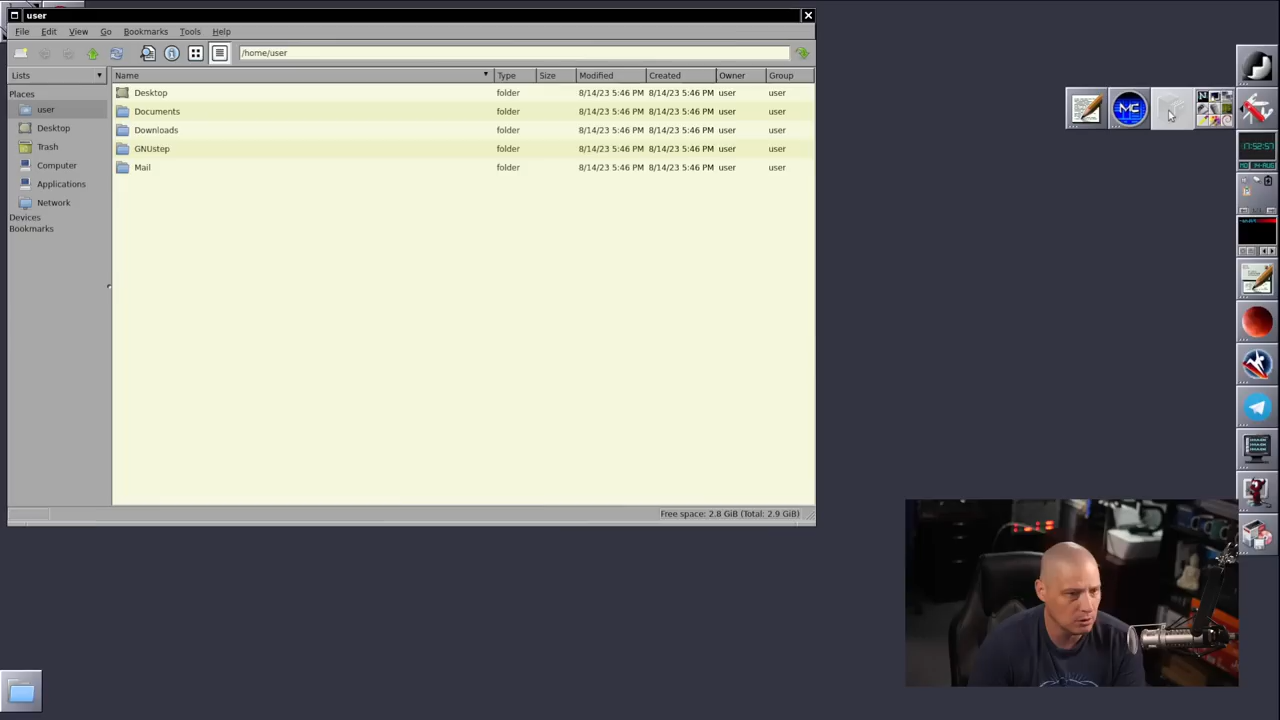 user
File Edit View Go Bookmarks Tools Help
/home/user
Lists Name Type Size Modified Created Owner Group
Places
user
Desktop
Trash
Computer
Applications
Network
Devices
Bookmarks
Desktop folder 8/14/23 5:46 PM 8/14/23 5:46 PM user user
Documents folder 8/14/23 5:46 PM 8/14/23 5:46 PM user user
Downloads folder 8/14/23 5:46 PM 8/14/23 5:46 PM user user
GNUstep folder 8/14/23 5:46 PM 8/14/23 5:46 PM user user
Mail folder 8/14/23 5:46 PM 8/14/23 5:46 PM user user
Free space: 2.8 GiB (Total: 2.9 GiB)
MC
17:52:57